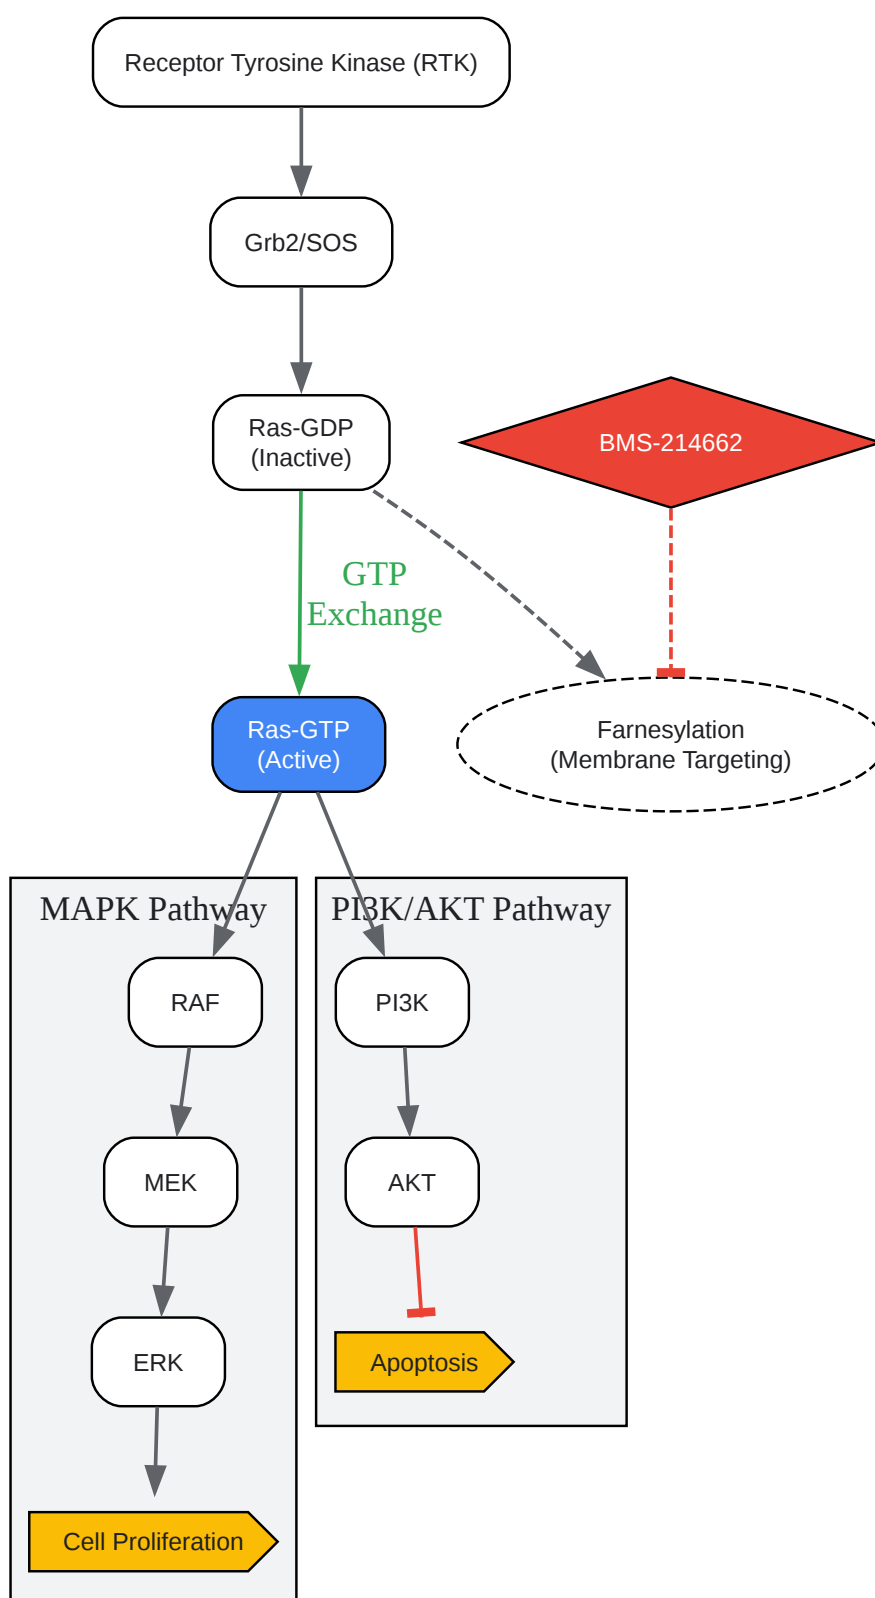 Receptor Tyrosine Kinase (RTK)
Grb2/SOS
Ras-GDP
(Inactive)
BMS-214662
GTP
Exchange
Ras-GTP
(Active)
Farnesylation
(Membrane Targeting)
MAPK Pathway
PI3K/AKT Pathway
RAF
PI3K
MEK
AKT
ERK
Apoptosis
Cell Proliferation